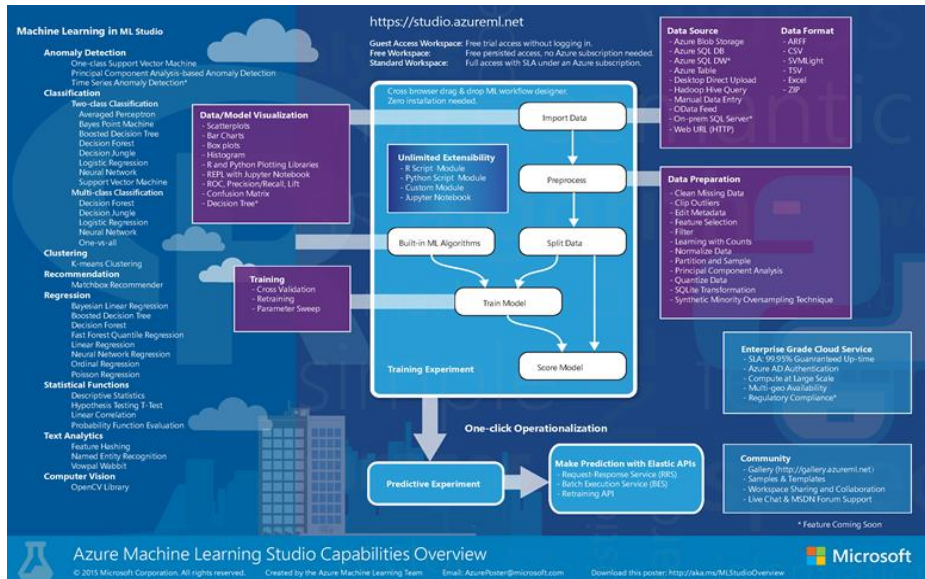 Machine Learning in ML Studio
Anomaly Detection
One-class Support Vector Machine
Principal Component Analysis-based Anomaly Detection
Time Series Anomaly Detection*
Classification
Two-class Classification
Averaged Perceptron
Bayes Point Machine
Boosted Decision Tree
Decision Forest
Decision Jungle
Logistic Regression
Neural Network
Support Vector Machine
Multi-class Classification
Decision Forest
Decision Jungle
Logistic Regression
Neural Network
One-vs-all
Clustering
K-means Clustering
Recommendation
Matchbox Recommender
Regression
Bayesian Linear Regression
Boosted Decision Tree
Decision Forest
Fast Forest Quantile Regression
Linear Regression
Neural Network Regression
Ordinal Regression
Poisson Regression
Statistical Functions
Descriptive Statistics
Hypothesis Testing T-Test
Linear Correlation
Probability Function Evaluation
Text Analytics
Feature Hashing
Named Entity Recognition
Vowpal Wabbit
Computer Vision
OpenCV Library
https://studio.azureml.net
Guest Access Workspace: Free trial access without logging in.
Free Workspace: Free persisted access, no Azure subscription needed.
Standard Workspace: Full access with SLA under an Azure subscription.
Cross browser drag & drop ML workflow designer.
Zero installation needed.
Data/Model Visualization
- Scatterplots
- Bar Charts
- Box plots
- Histogram
- R and Python Plotting Libraries
- REPL with Jupyter Notebook
- ROC, Precision/Recall, Lift
- Confusion Matrix
- Decision Tree*
Unlimited Extensibility
- R Script Module
- Python Script Module
- Custom Module
- Jupyter Notebook
Training
- Cross Validation
- Retraining
- Parameter Sweep
Import Data
Preprocess
Built-in ML Algorithms
Split Data
Train Model
Score Model
Training Experiment
One-click Operationalization
Predictive Experiment
Make Prediction with Elastic APIs
- Request-Response Service (RRS)
- Batch Execution Service (BES)
- Retraining API
Data Source
- Azure Blob Storage
- Azure SQL DB
- Azure SQL DW*
- Azure Table
- Desktop Direct Upload
- Hadoop Hive Query
- Manual Data Entry
- OData Feed
- On-prem SQL Server*
- Web URL (HTTP)
Data Format
- ARFF
- CSV
- SVMLight
- TSV
- Excel
- ZIP
Data Preparation
- Clean Missing Data
- Clip Outliers
- Edit Metadata
- Feature Selection
- Filter
- Learning with Counts
- Normalize Data
- Partition and Sample
- Principal Component Analysis
- Quantize Data
- SQLite Transformation
- Synthetic Minority Oversampling Technique
Enterprise Grade Cloud Service
- SLA: 99.95% Guaranteed Up-time
- Azure AD Authentication
- Compute at Large Scale
- Multi-geo Availability
- Regulatory Compliance*
Community
- Gallery (http://gallery.azureml.net)
- Samples & Templates
- Workspace Sharing and Collaboration
- Live Chat & MSDN Forum Support
* Feature Coming Soon
Azure Machine Learning Studio Capabilities Overview
Microsoft
© 2015 Microsoft Corporation. All rights reserved. Created by the Azure Machine Learning Team Email: AzurePoster@microsoft.com Download this poster: http://aka.ms/MLStudioOverview